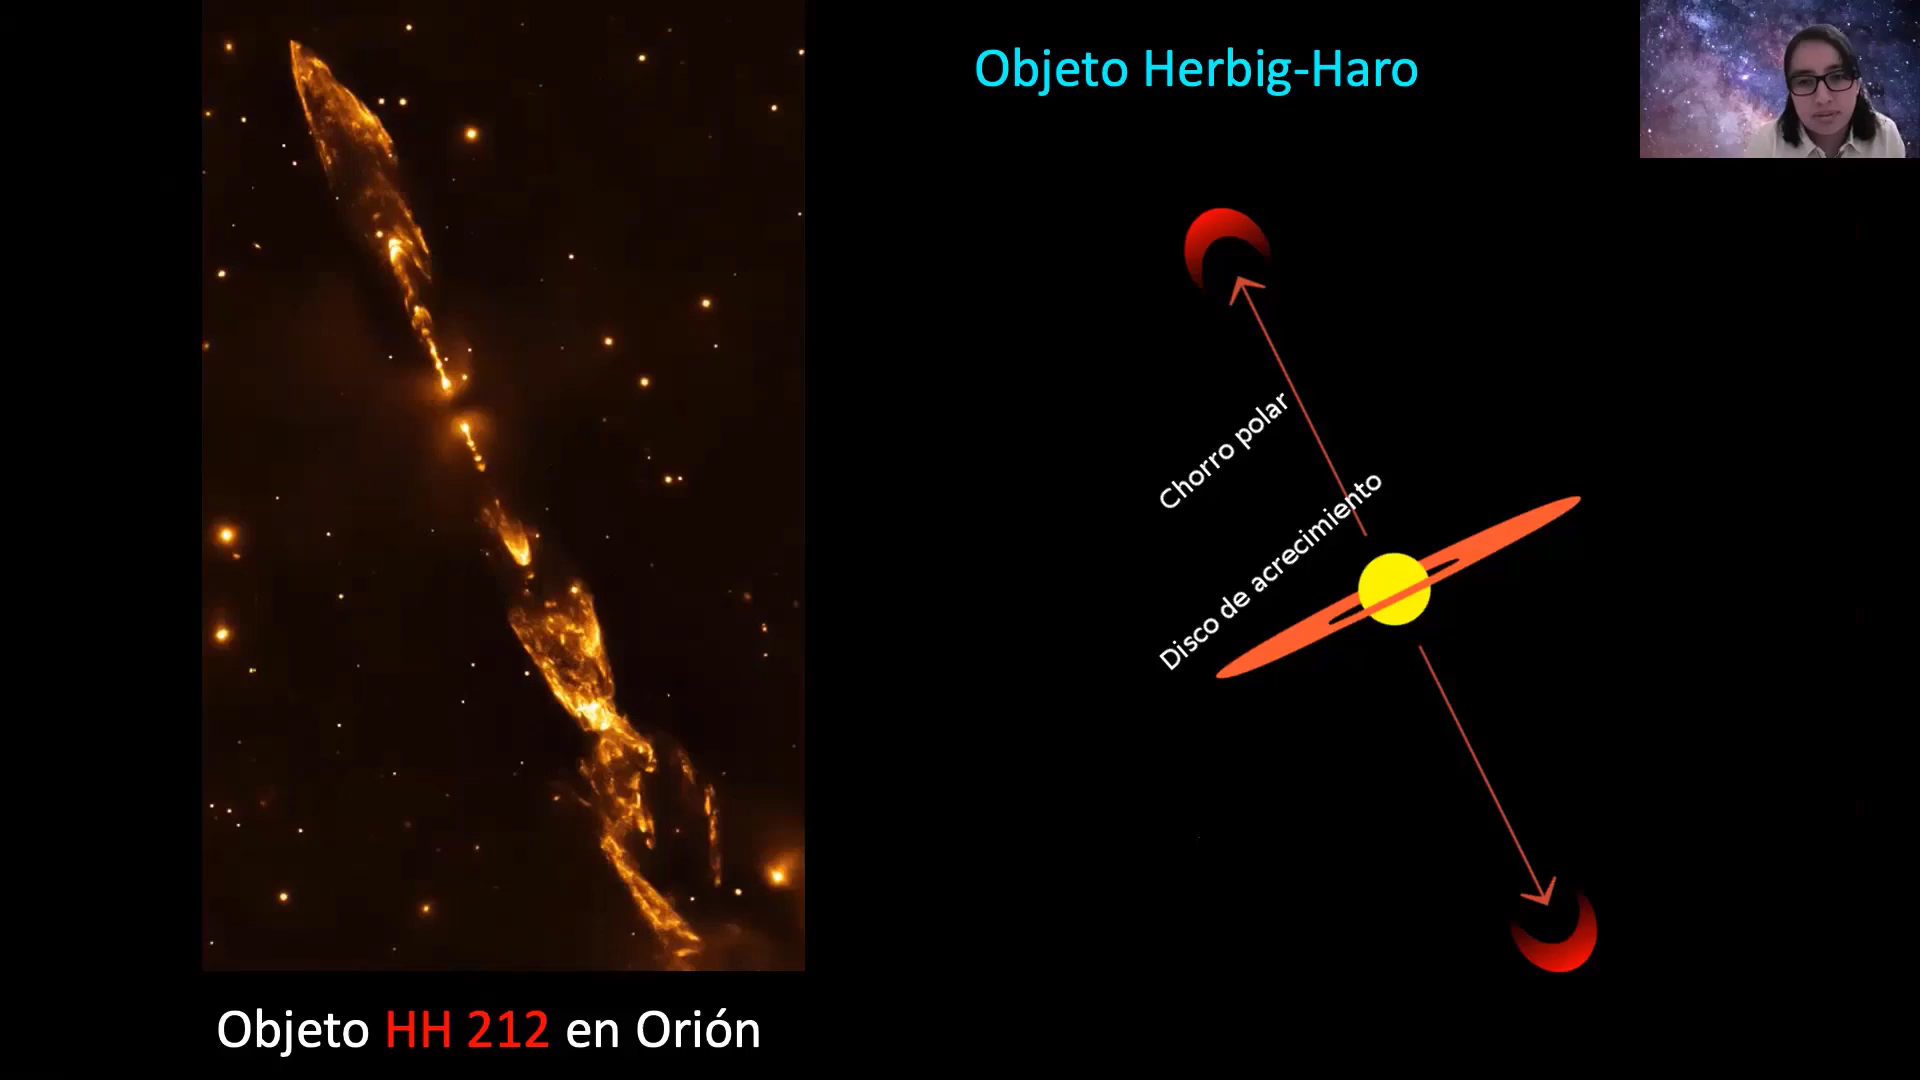 Objeto Herbig-Haro
Chorro polar
Disco de acrecimiento
Objeto HH 212 en Orión